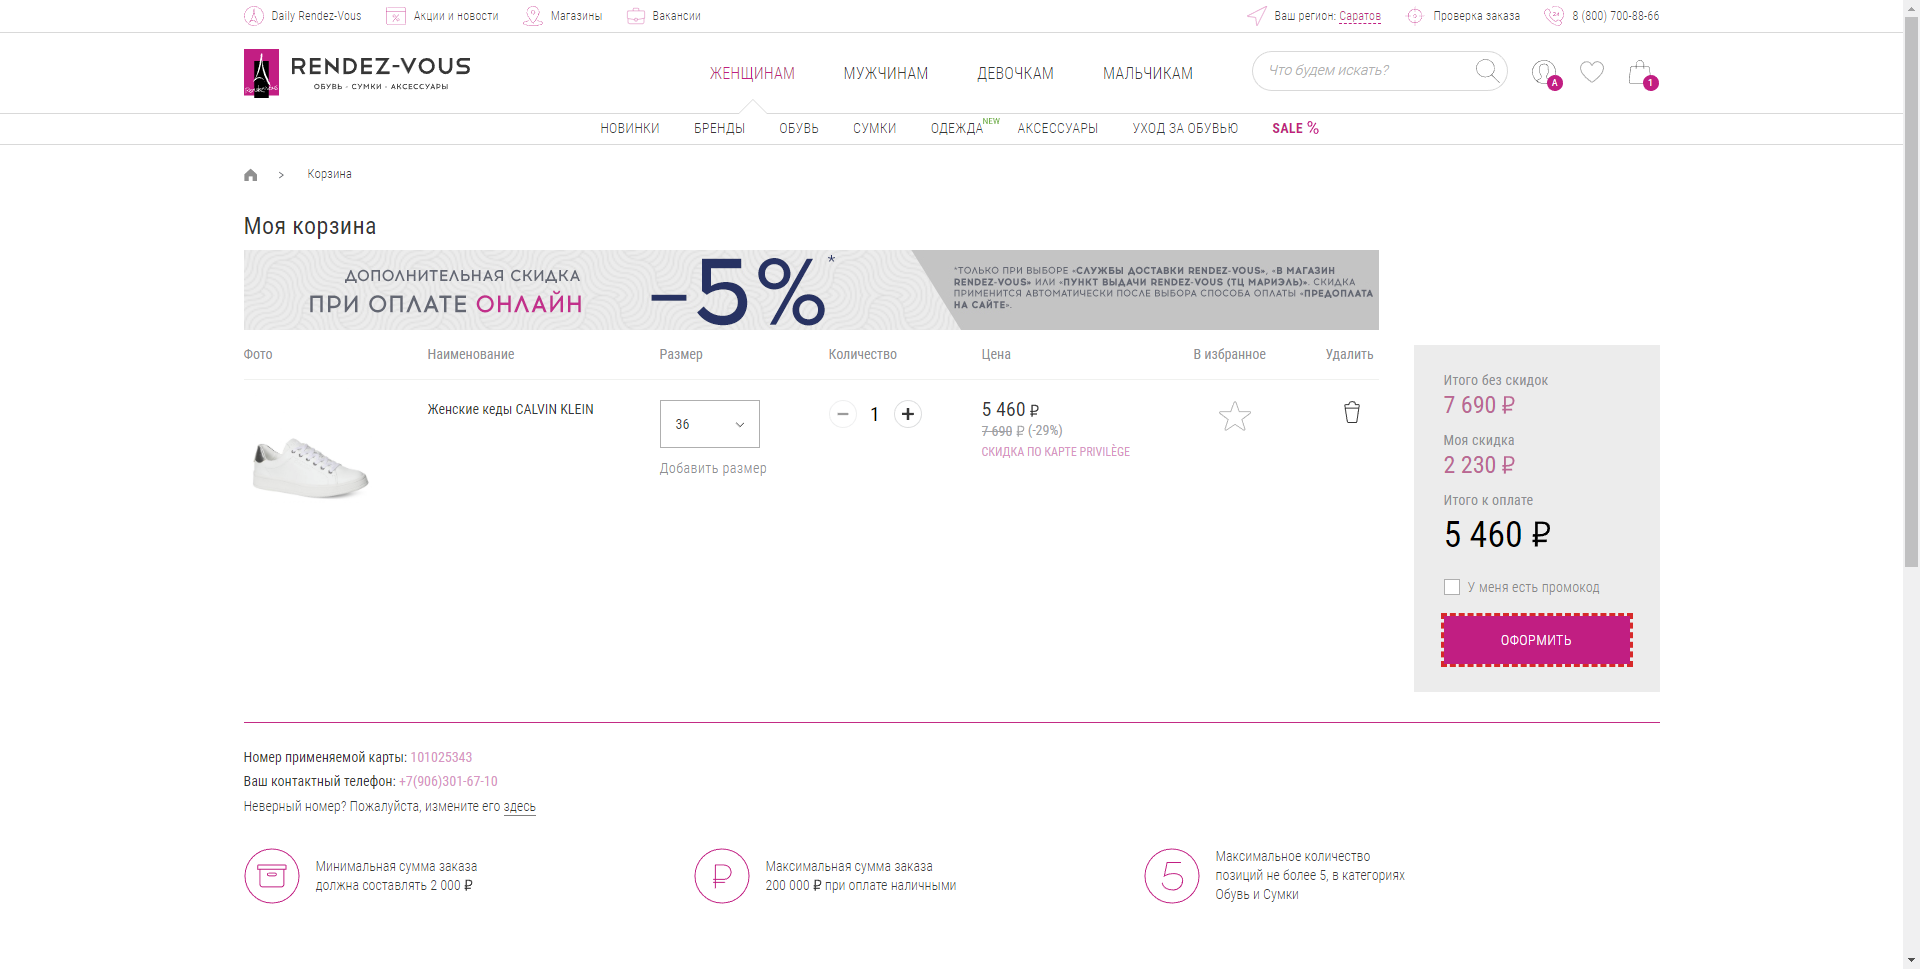 Daily Rendez-Vous Акции и новости Магазины Вакансии Ваш регион: Саратов Проверка заказа 8 (800) 700-88-66
RENDEZ-VOUS
ОБУВЬ · СУМКИ · АКСЕССУАРЫ
ЖЕНЩИНАМ МУЖЧИНАМ ДЕВОЧКАМ МАЛЬЧИКАМ Что будем искать? A 1
НОВИНКИ БРЕНДЫ ОБУВЬ СУМКИ ОДЕЖДА NEW АКСЕССУАРЫ УХОД ЗА ОБУВЬЮ SALE %
> Корзина
Моя корзина
ДОПОЛНИТЕЛЬНАЯ СКИДКА
ПРИ ОПЛАТЕ ОНЛАЙН
–5%*
*ТОЛЬКО ПРИ ВЫБОРЕ «СЛУЖБЫ ДОСТАВКИ RENDEZ-VOUS», «В МАГАЗИН
RENDEZ-VOUS» ИЛИ «ПУНКТ ВЫДАЧИ RENDEZ-VOUS (ТЦ МАРИЭЛЬ)». СКИДКА
ПРИМЕНИТСЯ АВТОМАТИЧЕСКИ ПОСЛЕ ВЫБОРА СПОСОБА ОПЛАТЫ «ПРЕДОПЛАТА
НА САЙТЕ».
Фото Наименование Размер Количество Цена В избранное Удалить
Женские кеды CALVIN KLEIN
36
Добавить размер
1
5 460 ₽
7 690 ₽ (-29%)
СКИДКА ПО КАРТЕ PRIVILÈGE
Итого без скидок
7 690 ₽
Моя скидка
2 230 ₽
Итого к оплате
5 460 ₽
У меня есть промокод
ОФОРМИТЬ
Номер применяемой карты: 101025343
Ваш контактный телефон: +7(906)301-67-10
Неверный номер? Пожалуйста, измените его здесь
Минимальная сумма заказа
должна составлять 2 000 ₽
Максимальная сумма заказа
200 000 ₽ при оплате наличными
5
Максимальное количество
позиций не более 5, в категориях
Обувь и Сумки